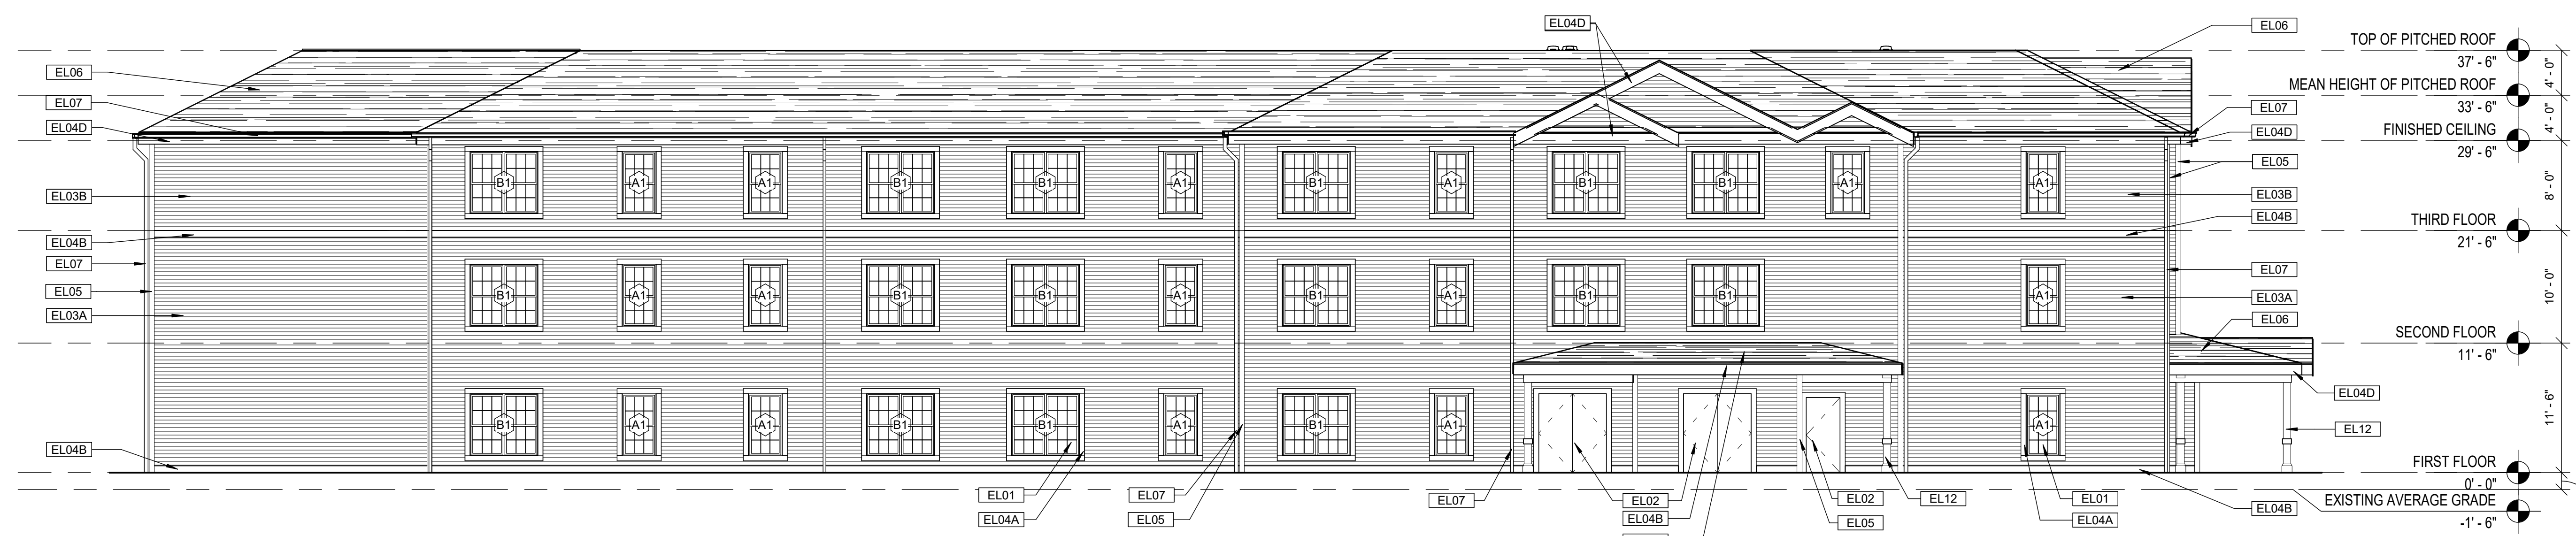 EL04D
EL06
TOP OF PITCHED ROOF
37' - 6"
4' - 0"
EL06
MEAN HEIGHT OF PITCHED ROOF
33' - 6"
4' - 0"
EL07
EL07
EL04D
EL04D
FINISHED CEILING
29' - 6"
EL05
B1 A1 A1 B1 B1 A1 B1 A1 B1 B1 A1 A1
EL03B
EL03B
8' - 0"
EL04B
EL04B
THIRD FLOOR
21' - 6"
EL07
EL07
EL05
B1 A1 A1 B1 B1 A1 B1 A1 B1 B1 A1
EL03A
EL03A
10' - 0"
EL06
SECOND FLOOR
11' - 6"
EL04D
B1 A1 A1 B1 B1 A1 B1 A1 A1
EL12
11' - 6"
EL04B
FIRST FLOOR
0' - 0"
EL01
EL07
EL07
EL02
EL02
EL12
EL01
EXISTING AVERAGE GRADE
-1' - 6"
EL04A
EL05
EL04B
EL05
EL04A
EL04B